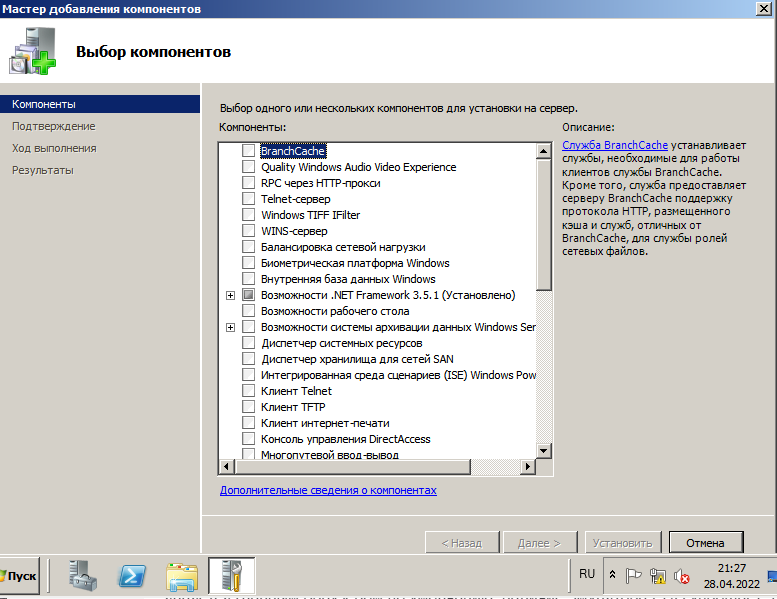 Мастер добавления компонентов
Выбор компонентов
Компоненты
Подтверждение
Ход выполнения
Результаты
Выбор одного или нескольких компонентов для установки на сервер.
Компоненты:
BranchCache
Quality Windows Audio Video Experience
RPC через HTTP-прокси
Telnet-сервер
Windows TIFF IFilter
WINS-сервер
Балансировка сетевой нагрузки
Биометрическая платформа Windows
Внутренняя база данных Windows
Возможности .NET Framework 3.5.1 (Установлено)
Возможности рабочего стола
Возможности системы архивации данных Windows Ser
Диспетчер системных ресурсов
Диспетчер хранилища для сетей SAN
Интегрированная среда сценариев (ISE) Windows Pow
Клиент Telnet
Клиент TFTP
Клиент интернет-печати
Консоль управления DirectAccess
Многопутевой ввод-вывод
Описание:
Служба BranchCache устанавливает
службы, необходимые для работы
клиентов службы BranchCache.
Кроме того, служба предоставляет
серверу BranchCache поддержку
протокола HTTP, размещенного
кэша и служб, отличных от
BranchCache, для службы ролей
сетевых файлов.
Дополнительные сведения о компонентах
< Назад
Далее >
Установить
Отмена
Пуск
RU
21:27
28.04.2022